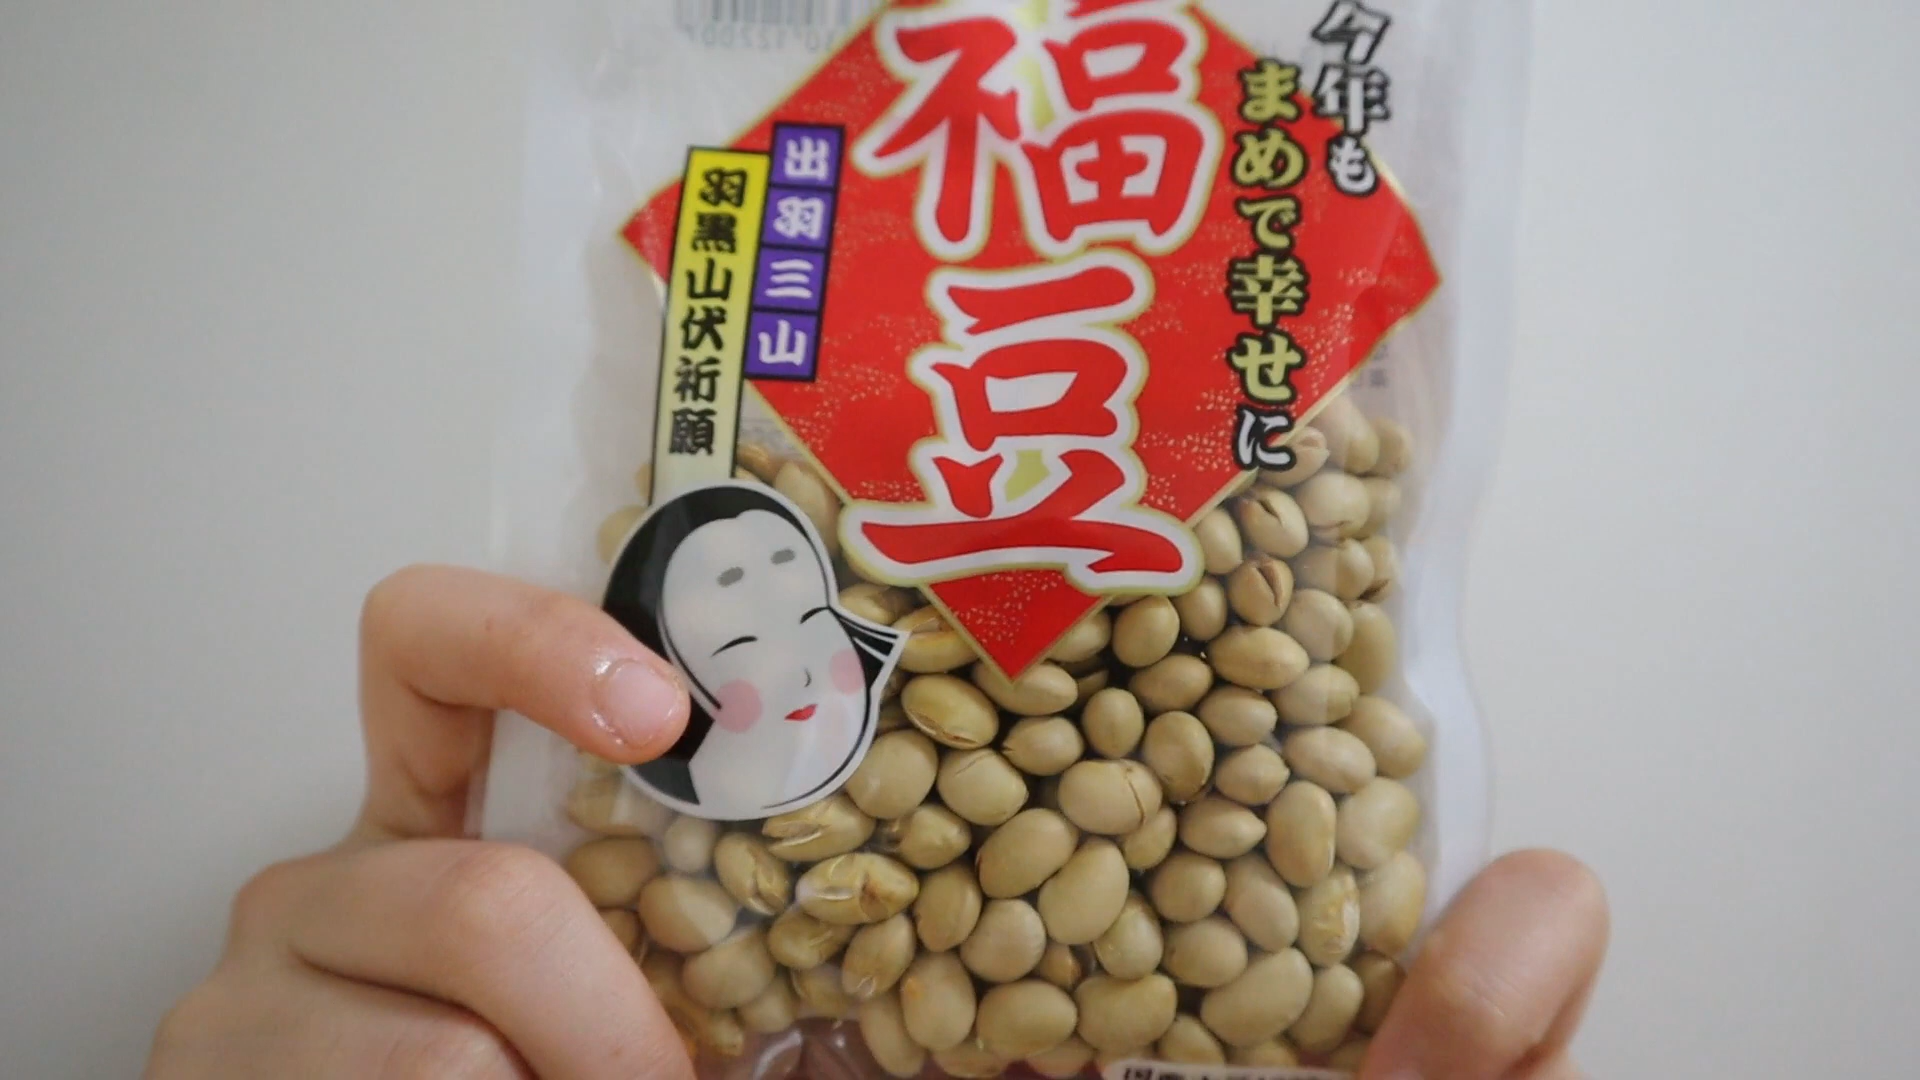 今年も
まめで幸せに
福豆
出羽三山
羽黒山伏祈願